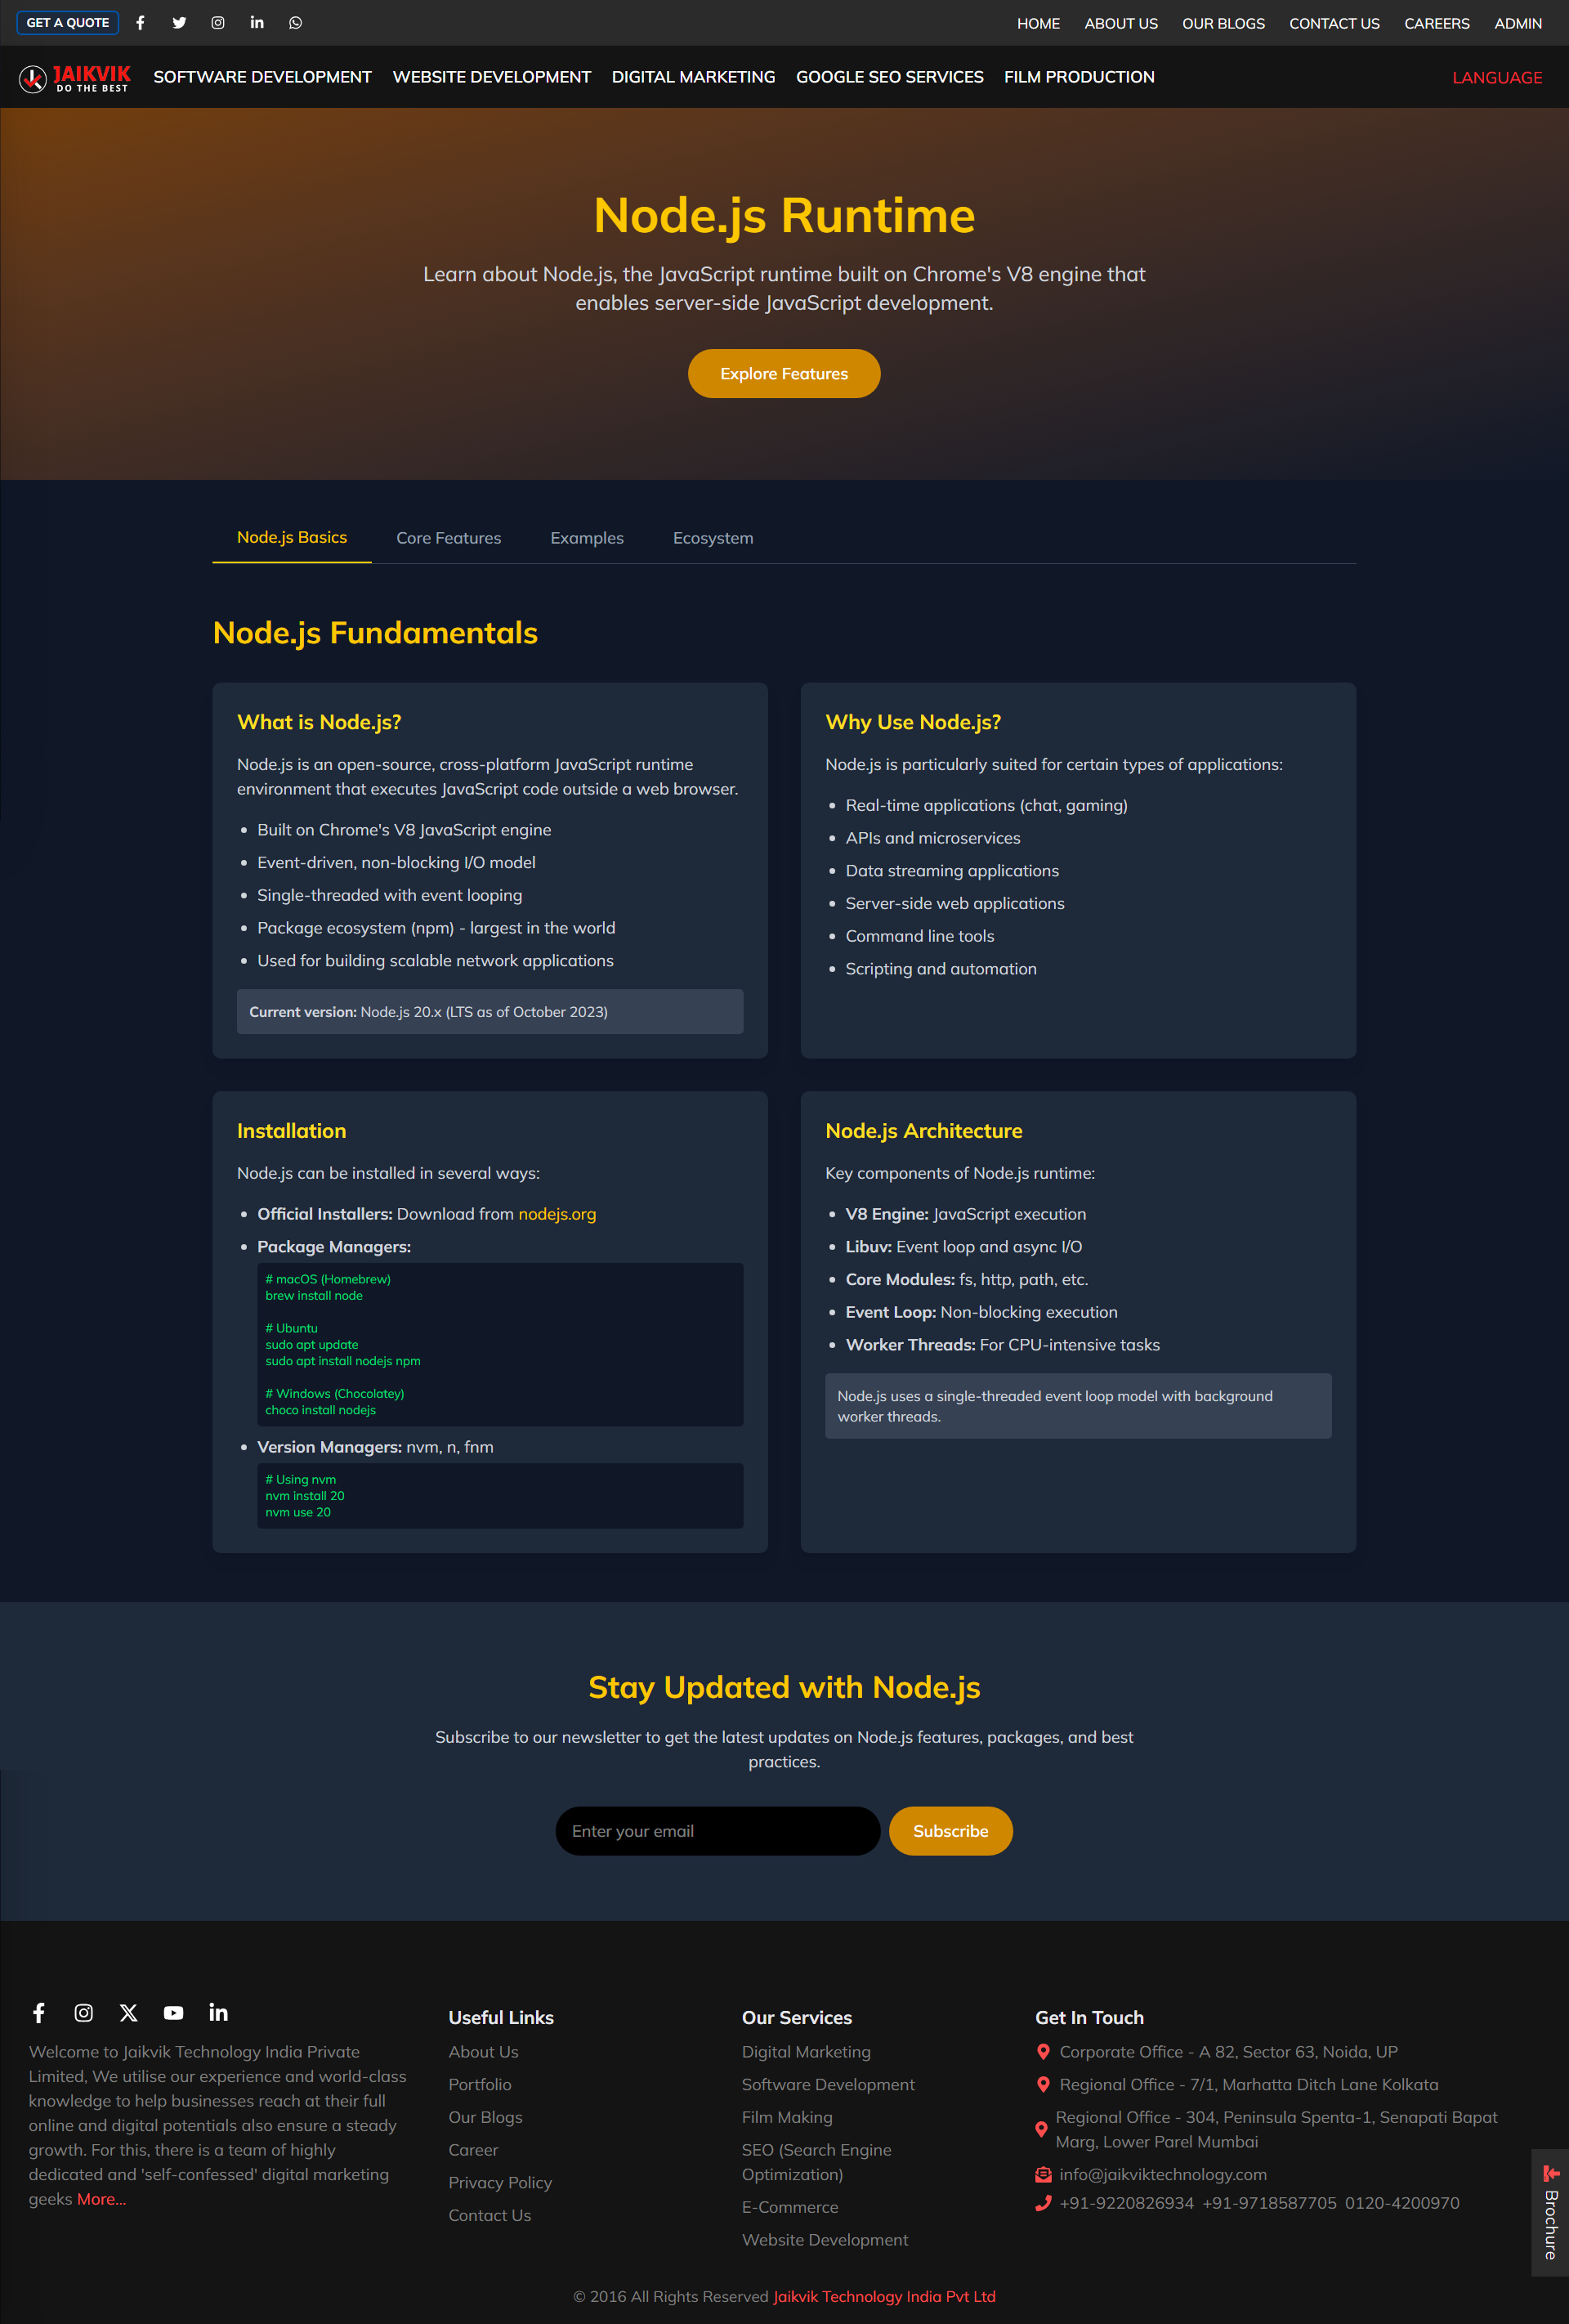 GET A QUOTE
HOME ABOUT US OUR BLOGS CONTACT US CAREERS ADMIN
JAIKVIK
DO THE BEST
SOFTWARE DEVELOPMENT WEBSITE DEVELOPMENT DIGITAL MARKETING GOOGLE SEO SERVICES FILM PRODUCTION
LANGUAGE
Node.js Runtime
Learn about Node.js, the JavaScript runtime built on Chrome's V8 engine that
enables server-side JavaScript development.
Explore Features
Node.js Basics Core Features Examples Ecosystem
Node.js Fundamentals
What is Node.js?
Node.js is an open-source, cross-platform JavaScript runtime
environment that executes JavaScript code outside a web browser.
• Built on Chrome's V8 JavaScript engine
• Event-driven, non-blocking I/O model
• Single-threaded with event looping
• Package ecosystem (npm) - largest in the world
• Used for building scalable network applications
Current version: Node.js 20.x (LTS as of October 2023)
Why Use Node.js?
Node.js is particularly suited for certain types of applications:
• Real-time applications (chat, gaming)
• APIs and microservices
• Data streaming applications
• Server-side web applications
• Command line tools
• Scripting and automation
Installation
Node.js can be installed in several ways:
• Official Installers: Download from nodejs.org
• Package Managers:
# macOS (Homebrew)
brew install node
# Ubuntu
sudo apt update
sudo apt install nodejs npm
# Windows (Chocolatey)
choco install nodejs
• Version Managers: nvm, n, fnm
# Using nvm
nvm install 20
nvm use 20
Node.js Architecture
Key components of Node.js runtime:
• V8 Engine: JavaScript execution
• Libuv: Event loop and async I/O
• Core Modules: fs, http, path, etc.
• Event Loop: Non-blocking execution
• Worker Threads: For CPU-intensive tasks
Node.js uses a single-threaded event loop model with background
worker threads.
Stay Updated with Node.js
Subscribe to our newsletter to get the latest updates on Node.js features, packages, and best
practices.
Enter your email
Subscribe
Welcome to Jaikvik Technology India Private
Limited, We utilise our experience and world-class
knowledge to help businesses reach at their full
online and digital potentials also ensure a steady
growth. For this, there is a team of highly
dedicated and 'self-confessed' digital marketing
geeks More...
Useful Links
About Us
Portfolio
Our Blogs
Career
Privacy Policy
Contact Us
Our Services
Digital Marketing
Software Development
Film Making
SEO (Search Engine
Optimization)
E-Commerce
Website Development
Get In Touch
Corporate Office - A 82, Sector 63, Noida, UP
Regional Office - 7/1, Marhatta Ditch Lane Kolkata
Regional Office - 304, Peninsula Spenta-1, Senapati Bapat
Marg, Lower Parel Mumbai
info@jaikviktechnology.com
+91-9220826934 +91-9718587705 0120-4200970
Brochure
© 2016 All Rights Reserved Jaikvik Technology India Pvt Ltd